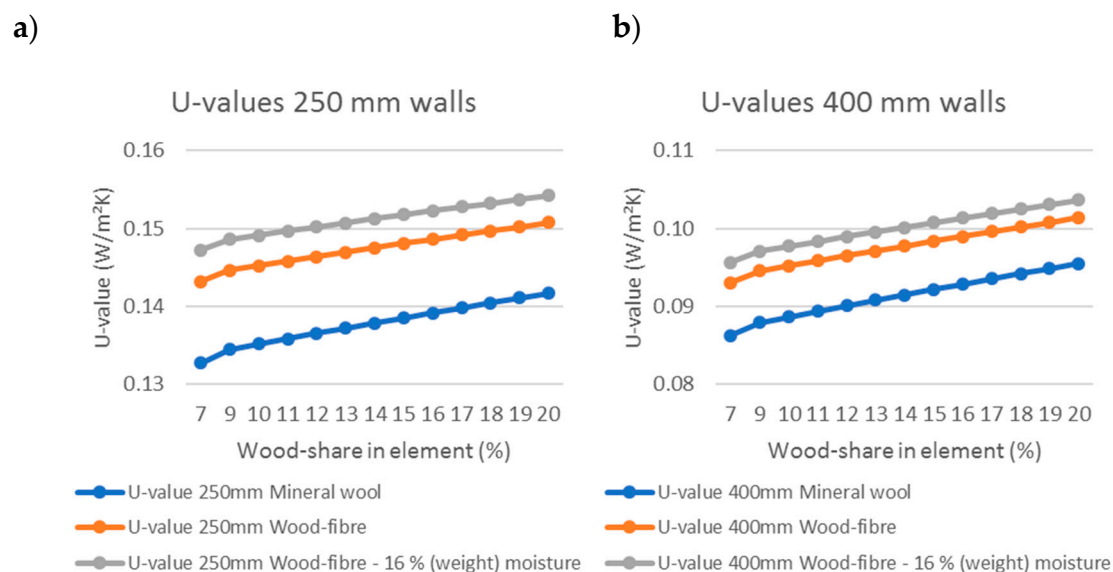 a)
U-values 250 mm walls
0.16
0.15
0.14
0.13
U-value (W/m²K)
7 9 10 11 12 13 14 15 16 17 18 19 20
Wood-share in element (%)
U-value 250mm Mineral wool
U-value 250mm Wood-fibre
U-value 250mm Wood-fibre - 16 % (weight) moisture
b)
U-values 400 mm walls
0.11
0.10
0.09
0.08
U-value (W/m²K)
7 9 10 11 12 13 14 15 16 17 18 19 20
Wood-share in element (%)
U-value 400mm Mineral wool
U-value 400mm Wood-fibre
U-value 400mm Wood-fibre - 16 % (weight) moisture